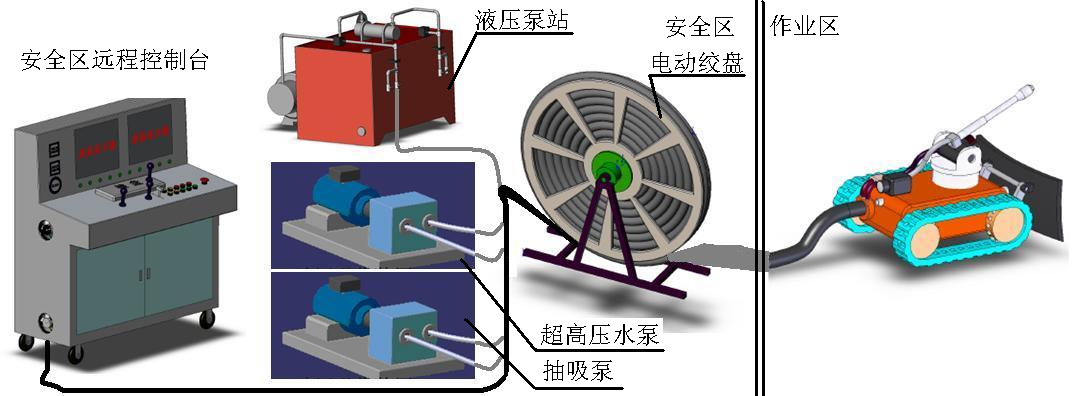 液压泵站
安全区
作业区
安全区远程控制台
电动绞盘
超高压水泵
抽吸泵